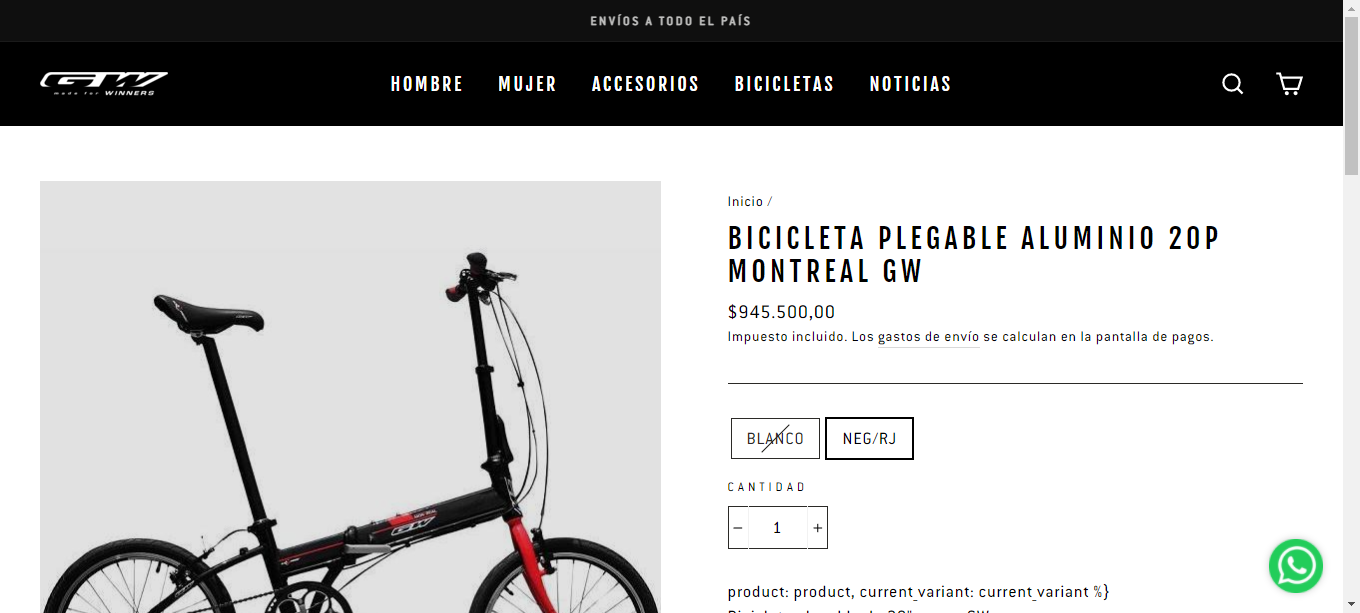 ENVÍOS A TODO EL PAÍS
GW
made for WINNERS
HOMBRE MUJER ACCESORIOS BICICLETAS NOTICIAS
Inicio /
BICICLETA PLEGABLE ALUMINIO 20P
MONTREAL GW
$945.500,00
Impuesto incluido. Los gastos de envío se calculan en la pantalla de pagos.
BLANCO NEG/RJ
CANTIDAD
− 1 +
product: product, current_variant: current_variant %}
GW